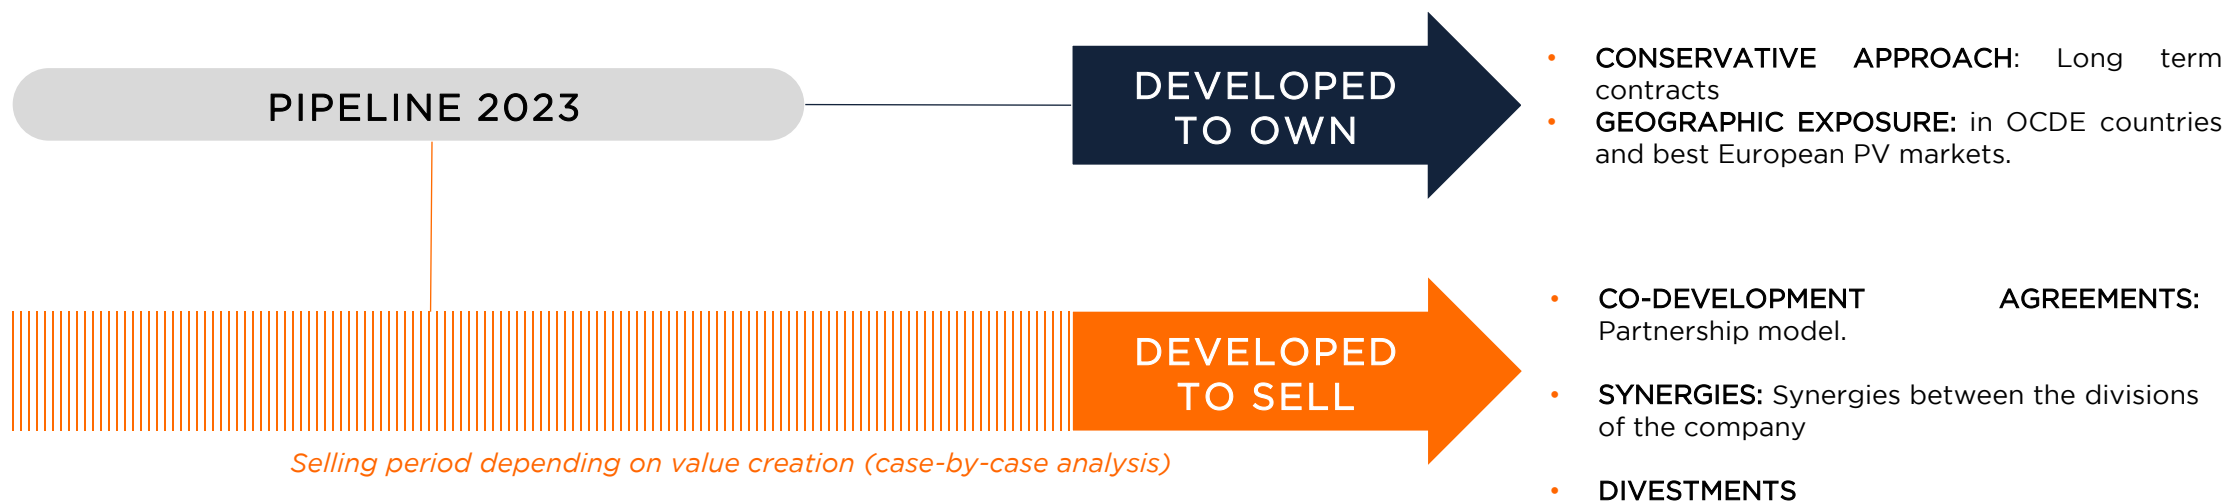 PIPELINE 2023
DEVELOPED
TO OWN
• CONSERVATIVE APPROACH: Long term
contracts
• GEOGRAPHIC EXPOSURE: in OCDE countries
and best European PV markets.
DEVELOPED
TO SELL
Selling period depending on value creation (case-by-case analysis)
• CO-DEVELOPMENT AGREEMENTS:
Partnership model.
• SYNERGIES: Synergies between the divisions
of the company
• DIVESTMENTS